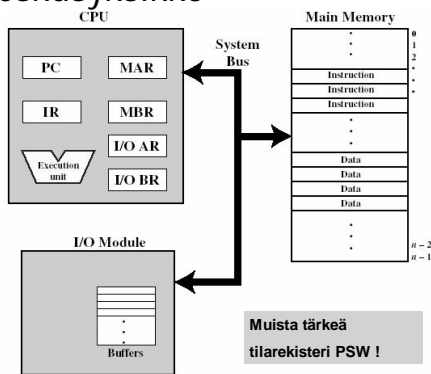 CPU
PC
MAR
IR
MBR
I/O AR
Execution
unit
I/O BR
System
Bus
Main Memory
0
1
2
Instruction
Instruction
Instruction
Data
Data
Data
Data
n – 2
n – 1
I/O Module
Buffers
Muista tärkeä
tilarekisteri PSW !